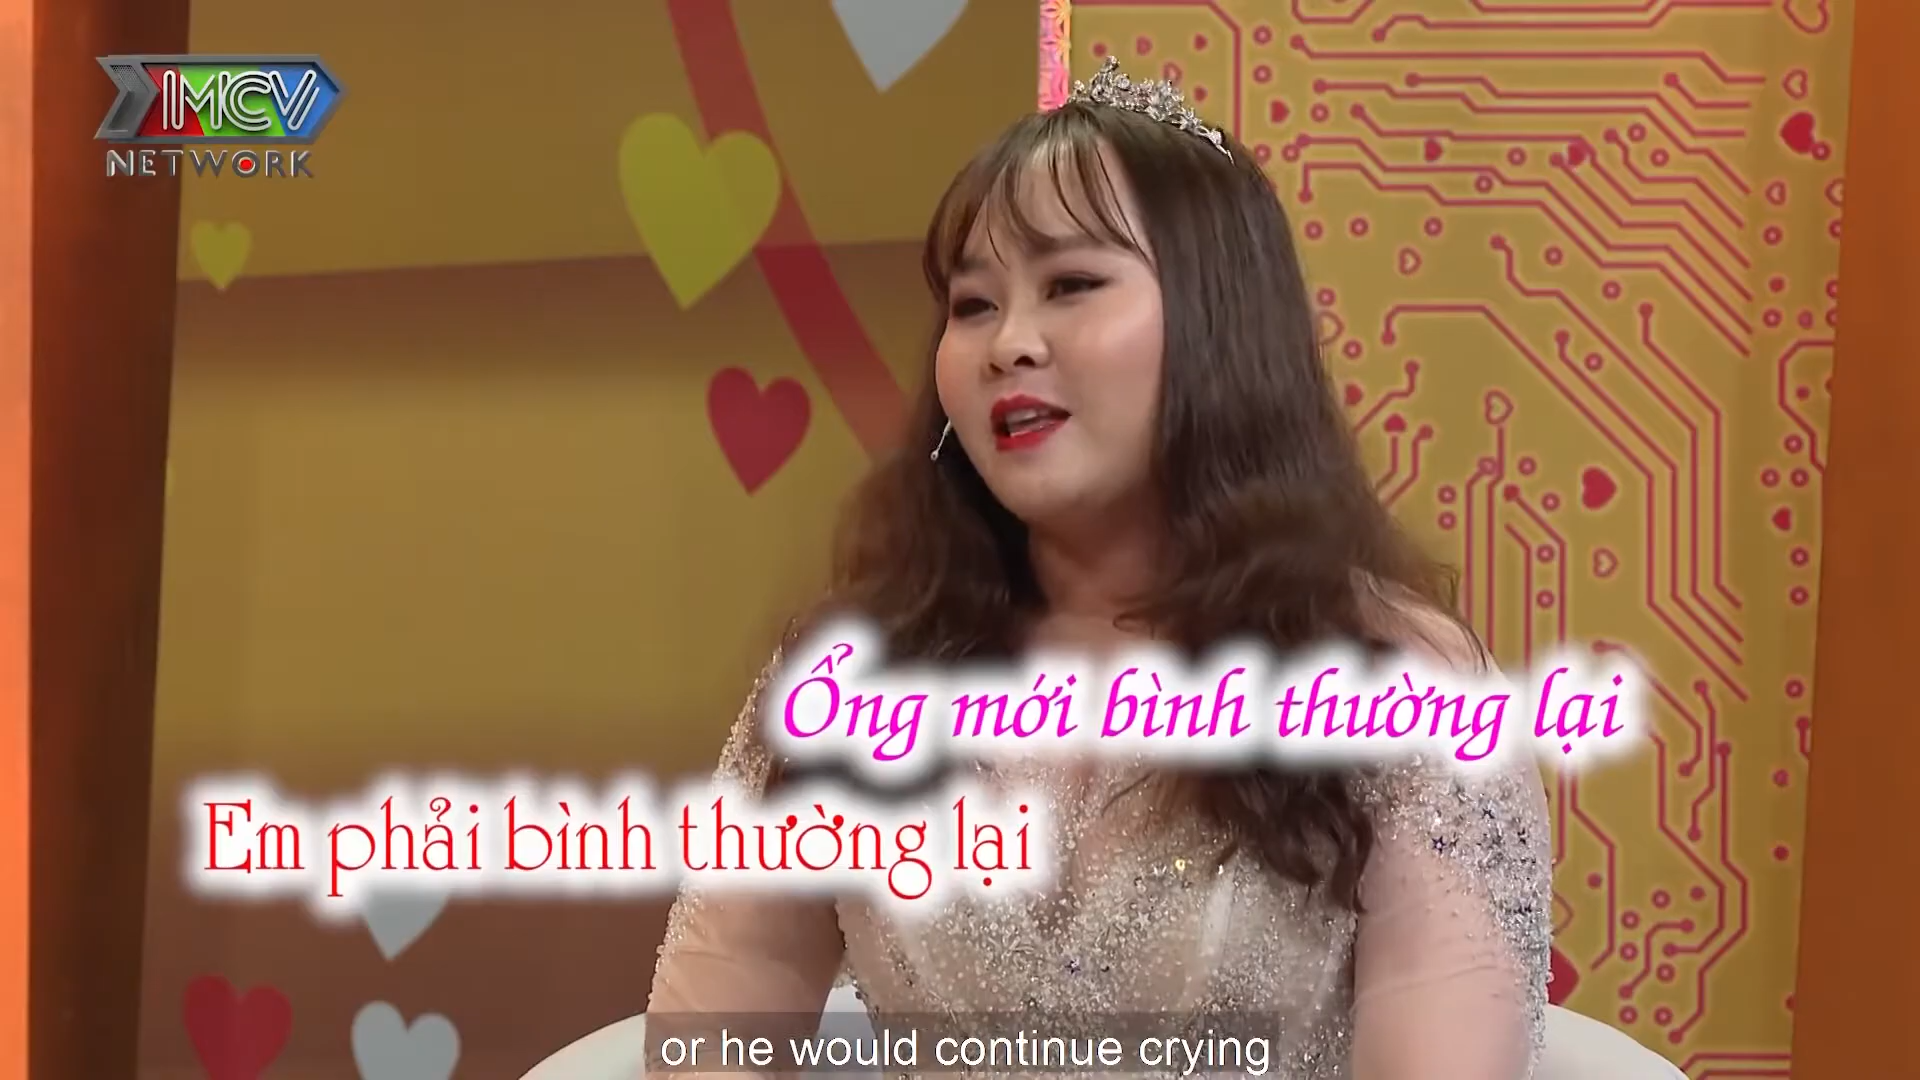 MCV
NETWORK
Ổng mới bình thường lại
Em phải bình thường lại
or he would continue crying